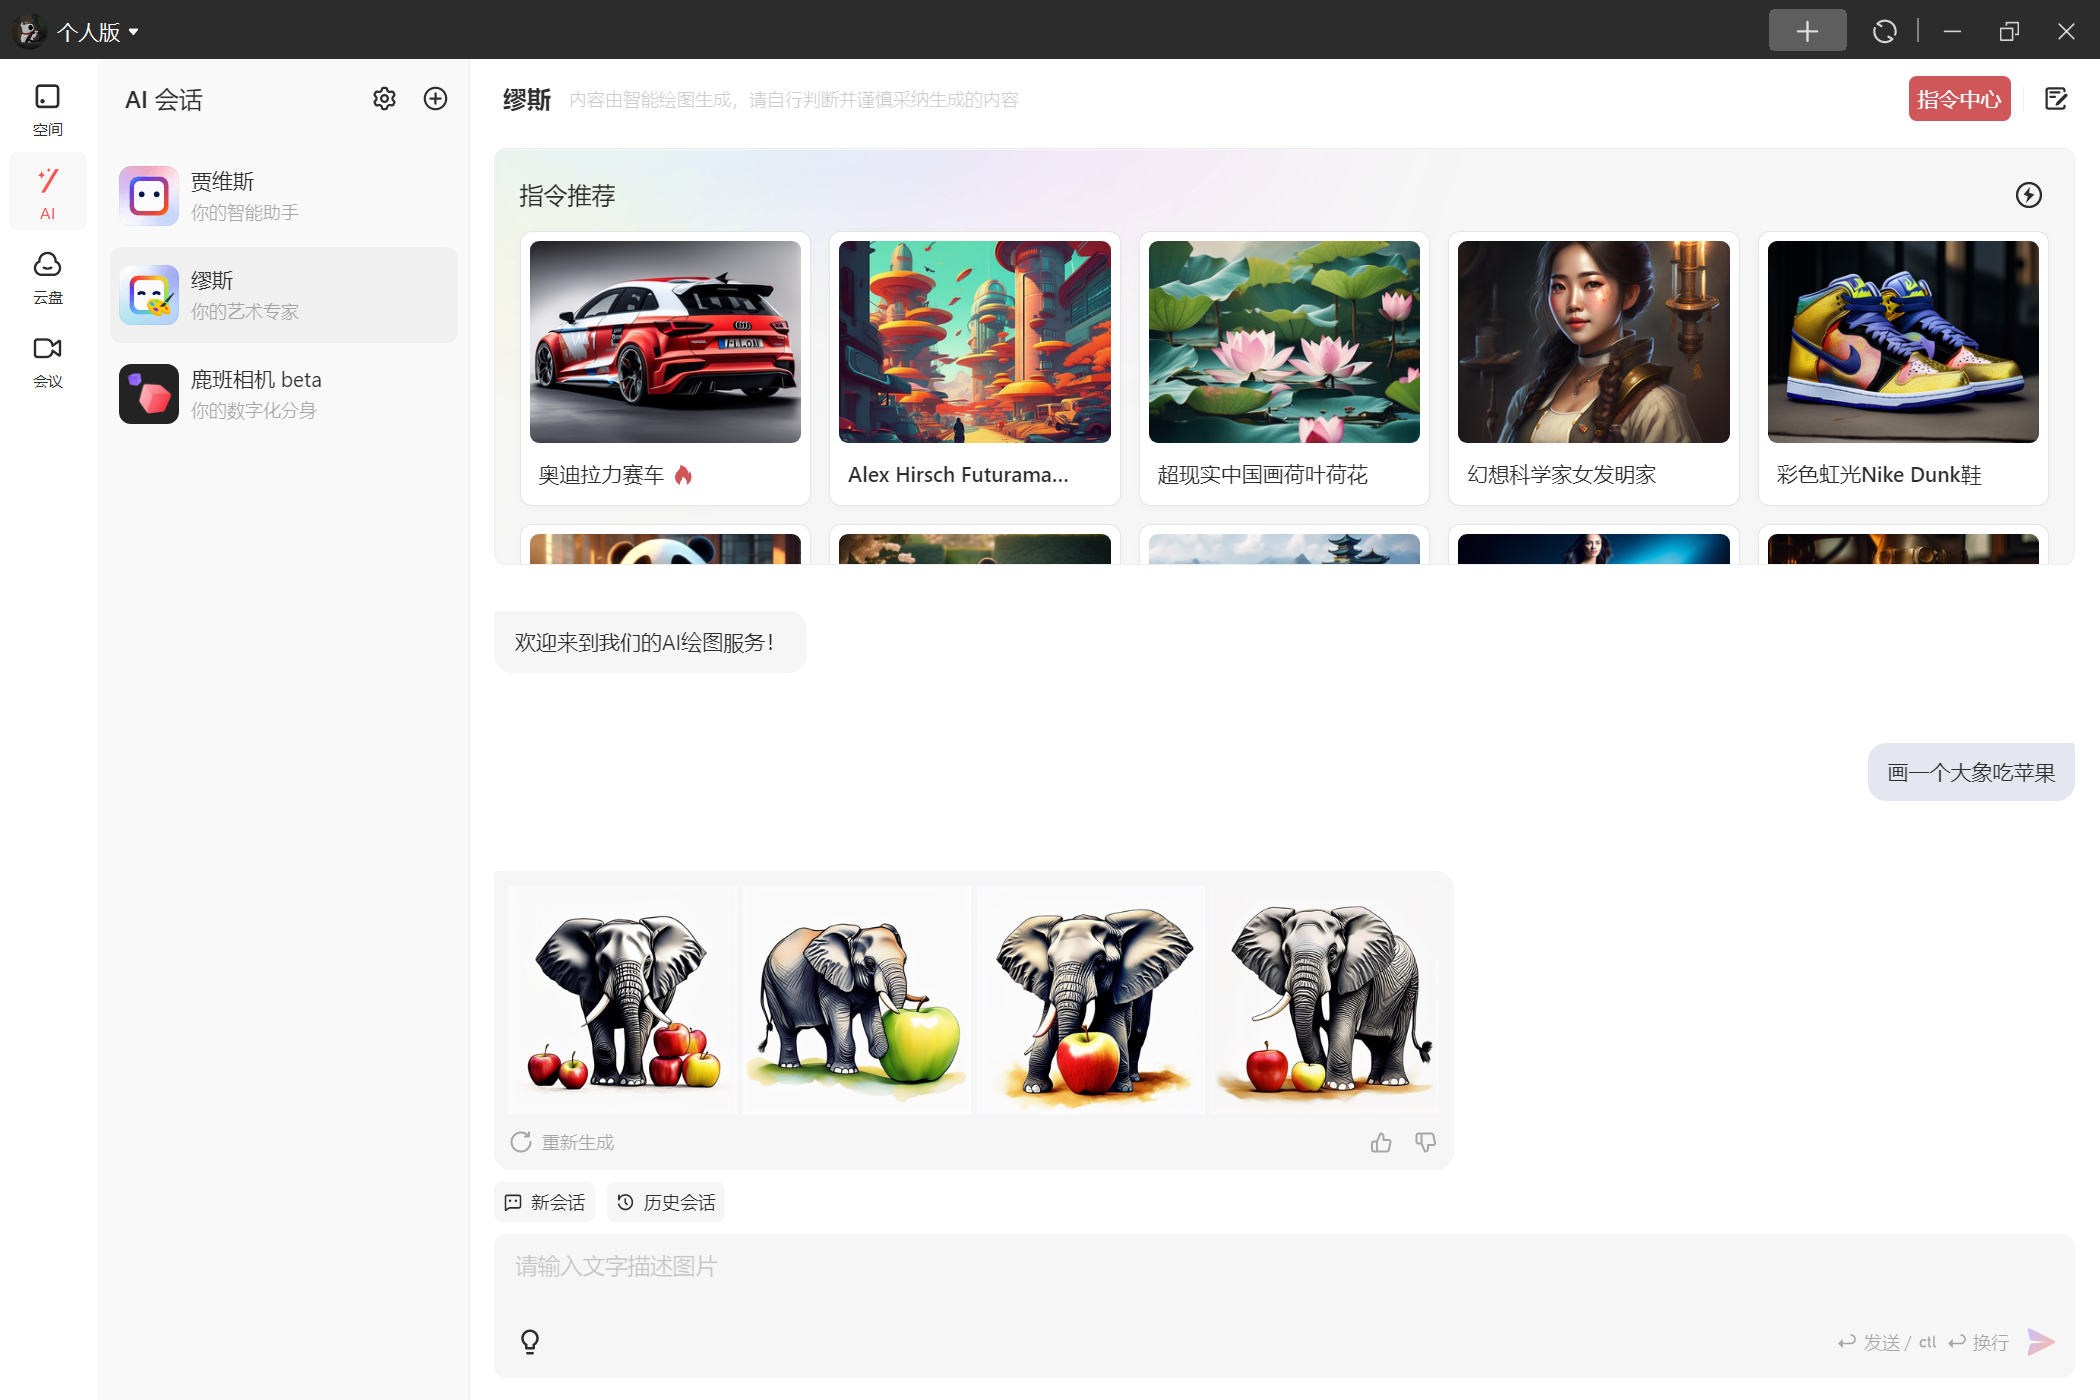 个人版
空间
AI
云盘
会议
AI 会话
贾维斯
你的智能助手
缪斯
你的艺术专家
鹿班相机 beta
你的数字化分身
缪斯 内容由智能绘图生成，请自行判断并谨慎采纳生成的内容
指令中心
指令推荐
奥迪拉力赛车
Alex Hirsch Futurama...
超现实中国画荷叶荷花
幻想科学家女发明家
彩色虹光Nike Dunk鞋
欢迎来到我们的AI绘图服务！
画一个大象吃苹果
重新生成
新会话
历史会话
请输入文字描述图片
发送 / ctl 换行